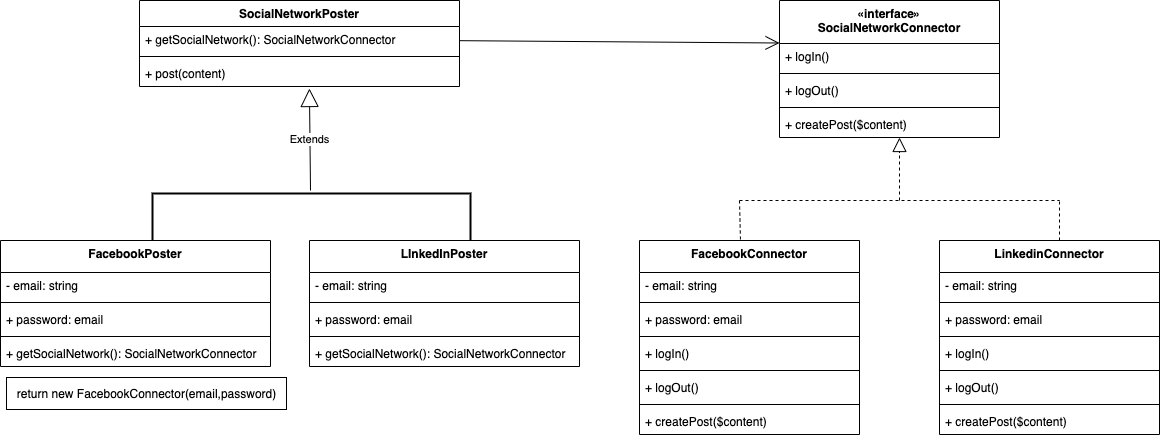 SocialNetworkPoster
+ getSocialNetwork(): SocialNetworkConnector
+ post(content)
«interface»
SocialNetworkConnector
+ logIn()
+ logOut()
+ createPost($content)
Extends
FacebookPoster
- email: string
+ password: email
+ getSocialNetwork(): SocialNetworkConnector
return new FacebookConnector(email,password)
LInkedInPoster
- email: string
+ password: email
+ getSocialNetwork(): SocialNetworkConnector
FacebookConnector
- email: string
+ password: email
+ logIn()
+ logOut()
+ createPost($content)
LinkedinConnector
- email: string
+ password: email
+ logIn()
+ logOut()
+ createPost($content)